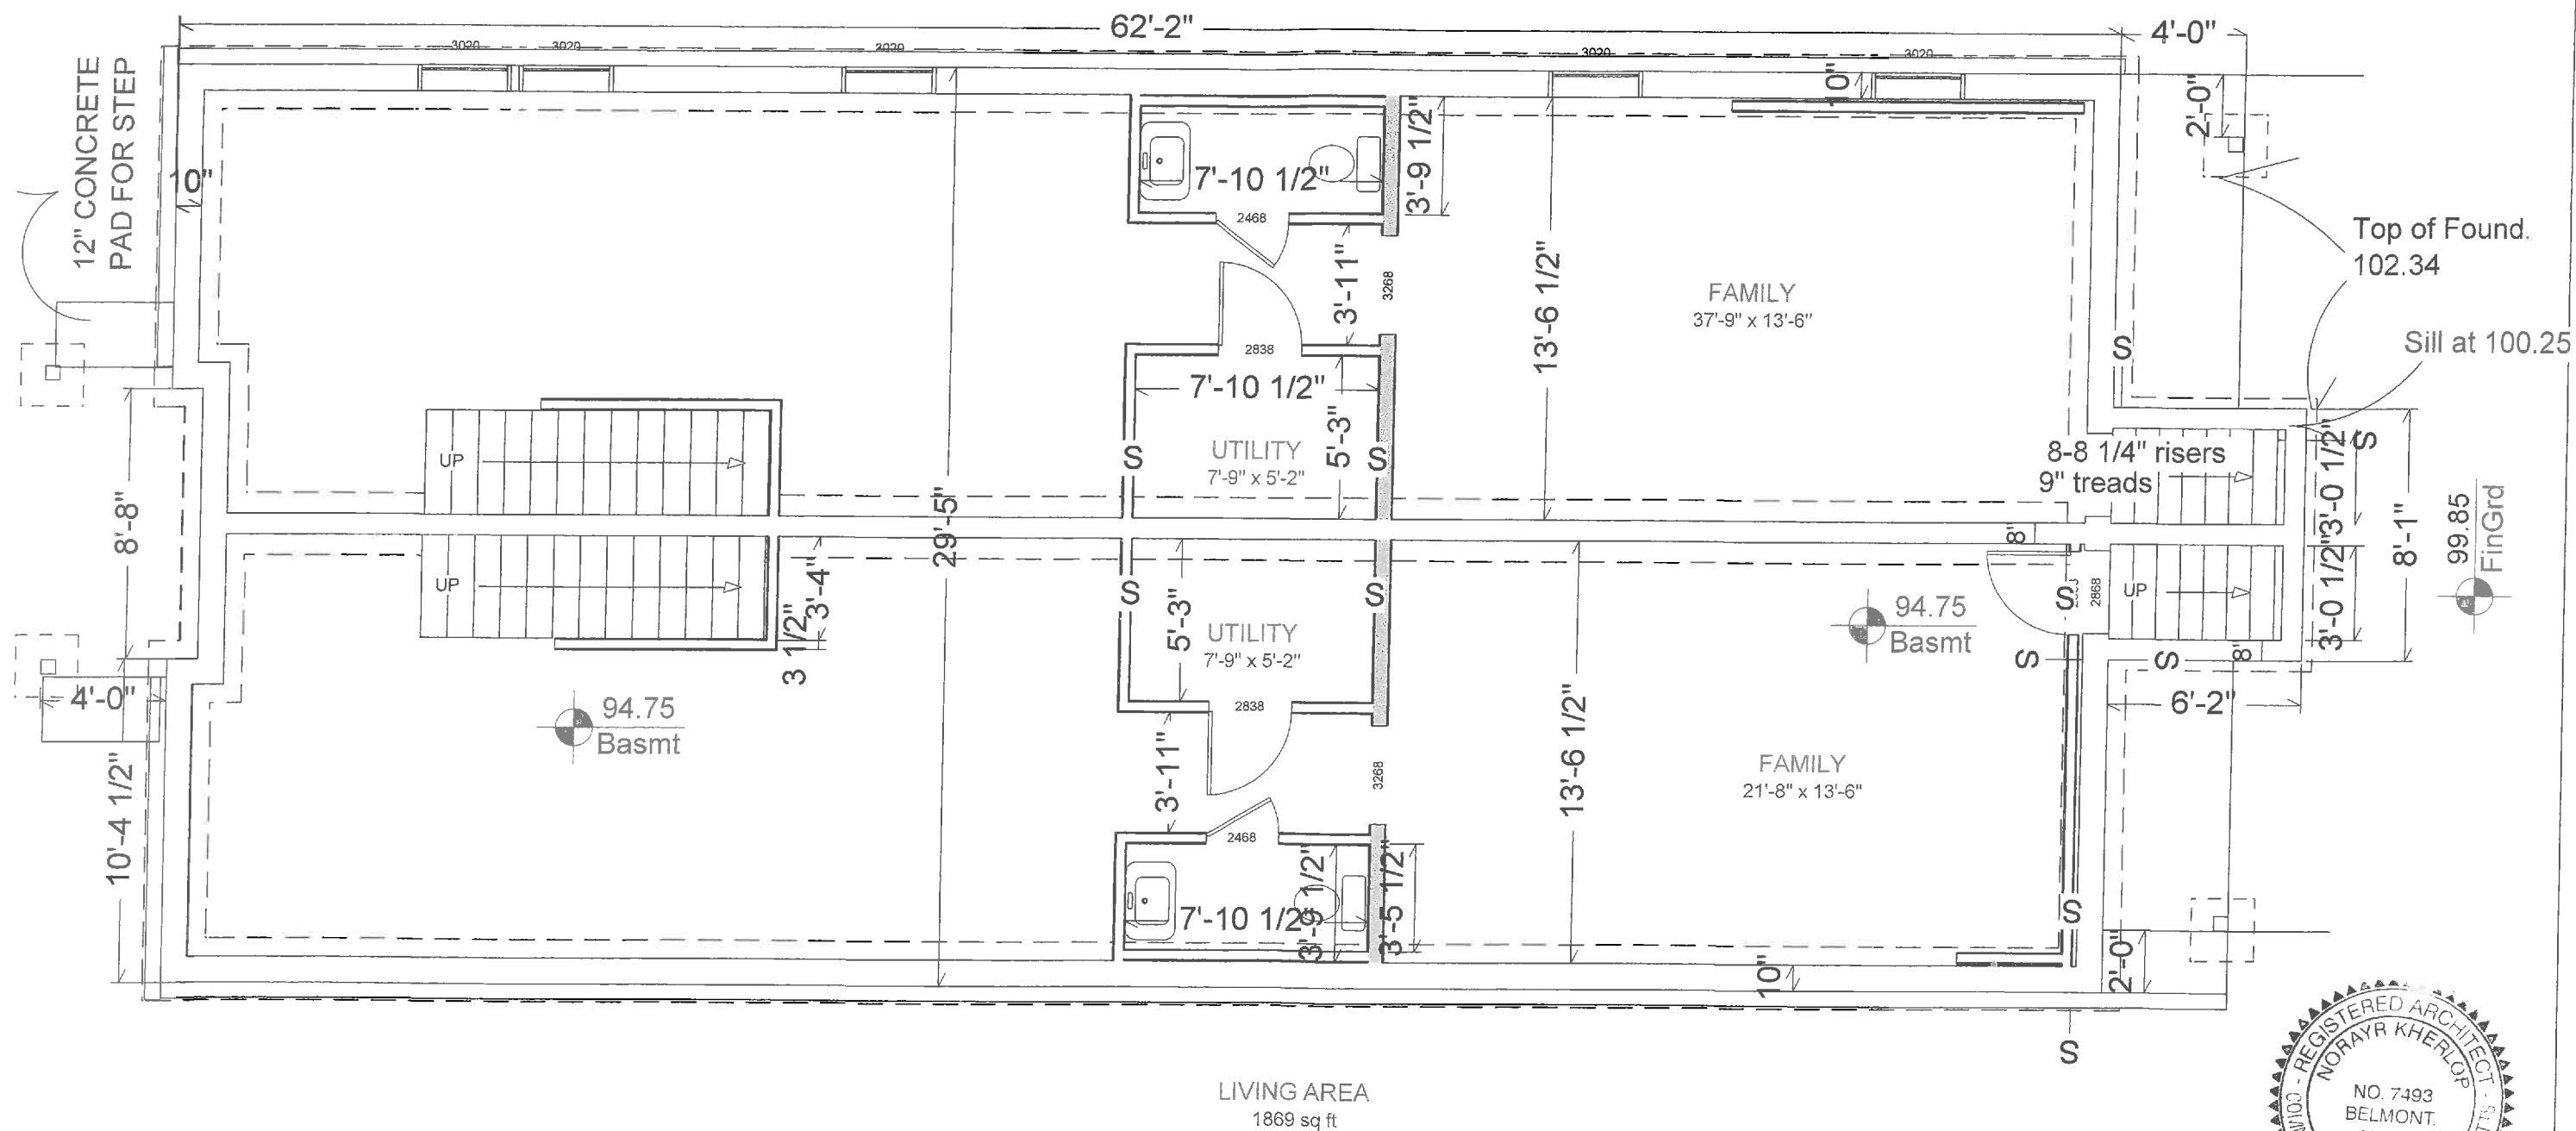 62'-2"
4'-0"
3020
3020
3020
3020
3020
12" CONCRETE
PAD FOR STEP
10"
10"
2'-0"
7'-10 1/2"
3'-9 1/2"
2468
3'-11"
3268
13'-6 1/2"
FAMILY
37'-9" x 13'-6"
Top of Found.
102.34
Sill at 100.25
S
2838
7'-10 1/2"
5'-3"
UTILITY
7'-9" x 5'-2"
S
S
UP
8-8 1/4" risers
9" treads
3'-0 1/2"
S
8'-8"
29'-5"
8"
8'-1"
99.85
FinGrd
UP
3'-4"
3 1/2"
S
S
5'-3"
UTILITY
7'-9" x 5'-2"
94.75
Basmt
S
2868
UP
3'-0 1/2"
S
S
8"
6'-2"
4'-0"
94.75
Basmt
2838
3'-11"
13'-6 1/2"
3268
FAMILY
21'-8" x 13'-6"
10'-4 1/2"
2468
7'-10 1/2"
3'-9 1/2"
3'-5 1/2"
S
10"
2'-0"
S
LIVING AREA
1869 sq ft
REGISTERED ARCHITECT
NORAYR KHERLOP
NO. 7493
BELMONT.